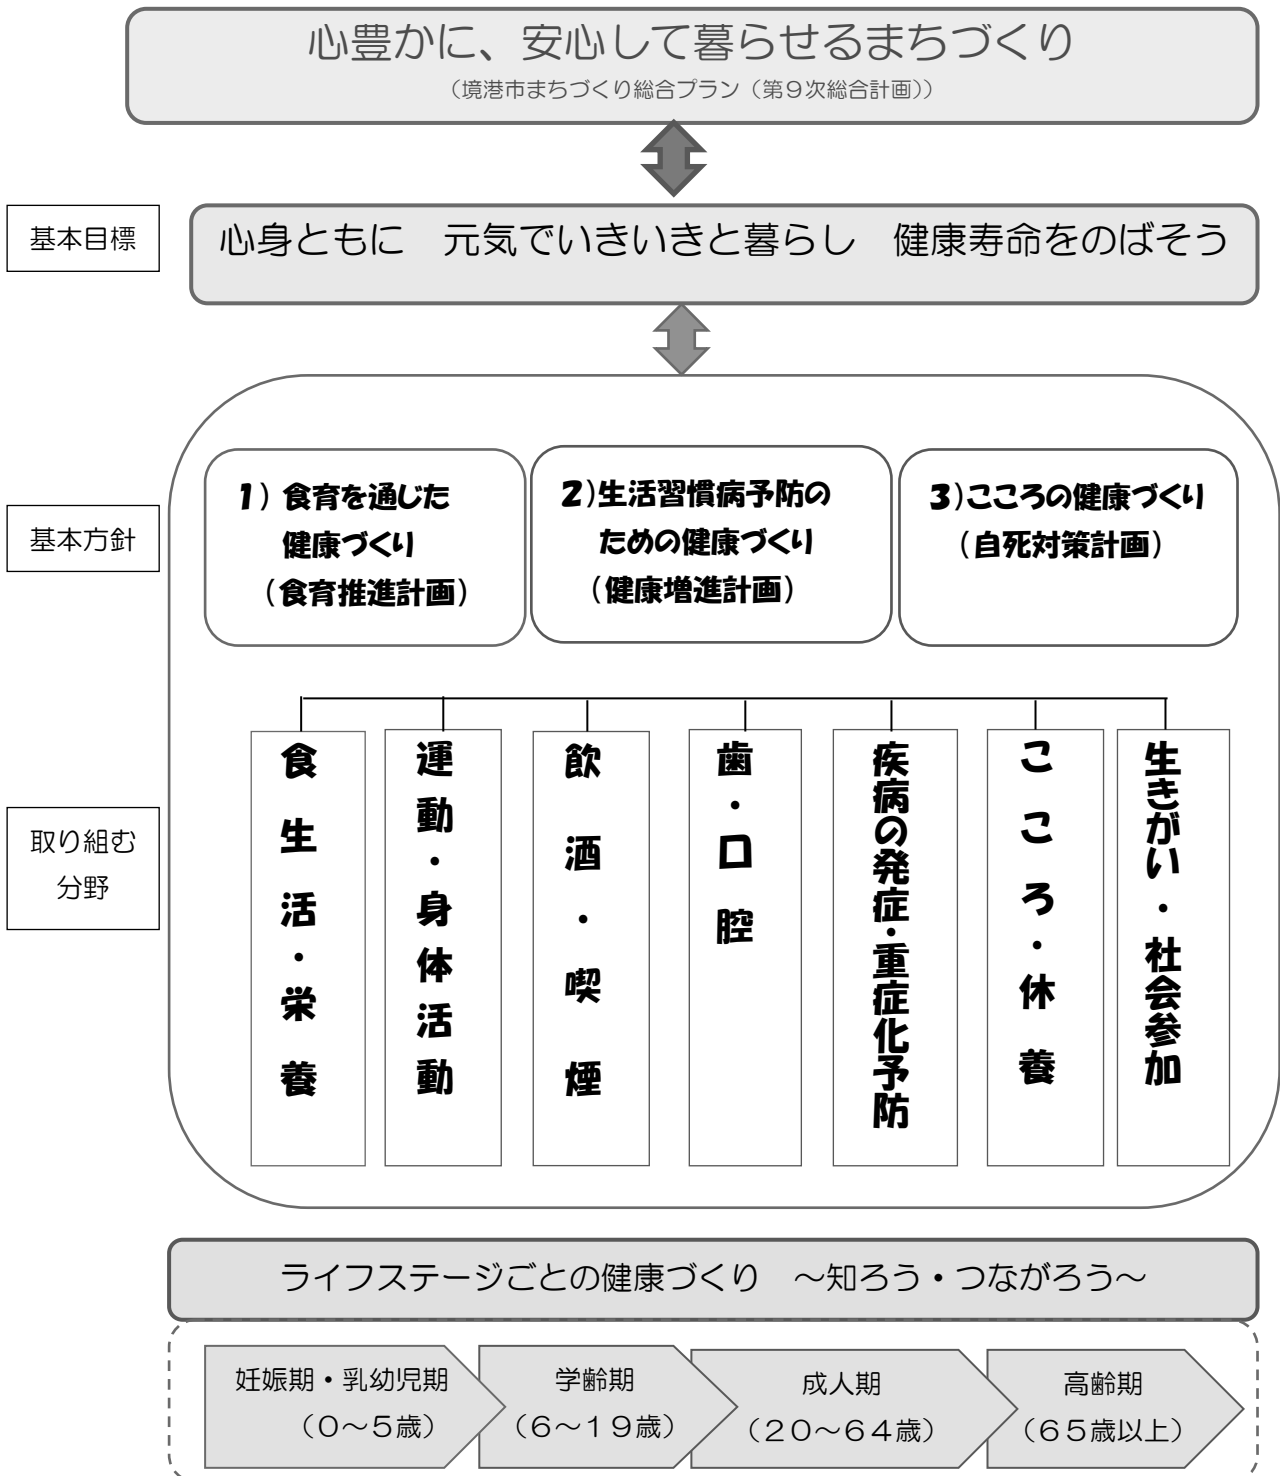 心豊かに、安心して暮らせるまちづくり
（境港市まちづくり総合プラン（第９次総合計画））
基本目標
心身ともに　元気でいきいきと暮らし　健康寿命をのばそう
基本方針
１）食育を通じた
健康づくり
（食育推進計画）
２）生活習慣病予防の
ための健康づくり
（健康増進計画）
３）こころの健康づくり
（自死対策計画）
取り組む
分野
食生活・栄養
運動・身体活動
飲酒・喫煙
歯・口腔
疾病の発症・重症化予防
こころ・休養
生きがい・社会参加
ライフステージごとの健康づくり　～知ろう・つながろう～
妊娠期・乳幼児期
（０～５歳）
学齢期
（６～１９歳）
成人期
（２０～６４歳）
高齢期
（６５歳以上）